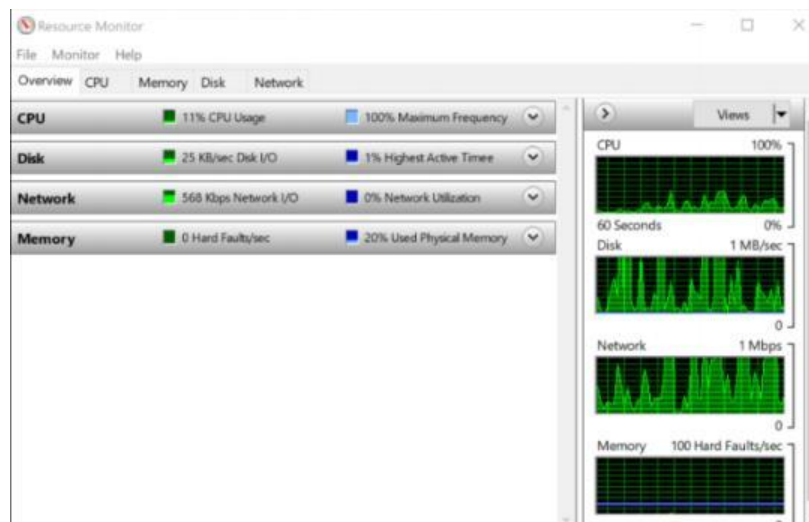 Resource Monitor
File Monitor Help
Overview CPU Memory Disk Network
CPU 11% CPU Usage 100% Maximum Frequency
Disk 25 KB/sec Disk I/O 1% Highest Active Timee
Network 568 Kbps Network I/O 0% Network Utilization
Memory 0 Hard Faults/sec 20% Used Physical Memory
Views
CPU 100%
60 Seconds 0%
Disk 1 MB/sec
0
Network 1 Mbps
0
Memory 100 Hard Faults/sec